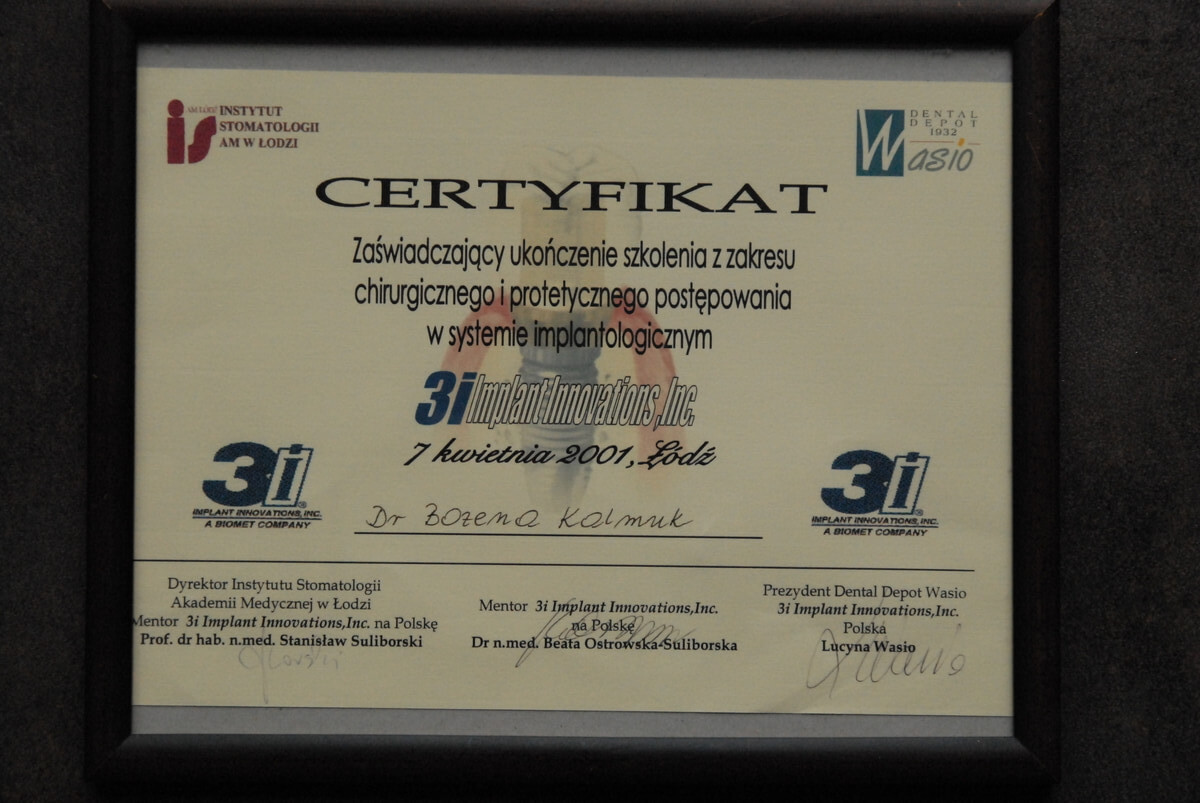 AM ŁÓDŹ
INSTYTUT
STOMATOLOGII
AM W ŁODZI
DENTAL
DEPOT
1932
Wasio
CERTYFIKAT
Zaświadczający ukończenie szkolenia z zakresu
chirurgicznego i protetycznego postępowania
w systemie implantologicznym
3i Implant Innovations, Inc.
7 kwietnia 2001, Łódź
3i®
IMPLANT INNOVATIONS, INC.
A BIOMET COMPANY
Dr Bożena Kalmuk
3i
IMPLANT INNOVATIONS, INC.
A BIOMET COMPANY
Dyrektor Instytutu Stomatologii
Akademii Medycznej w Łodzi
Mentor 3i Implant Innovations,Inc. na Polskę
Prof. dr hab. n.med. Stanisław Suliborski
Mentor 3i Implant Innovations,Inc.
na Polskę
Dr n.med. Beata Ostrowska-Suliborska
Prezydent Dental Depot Wasio
3i Implant Innovations,Inc.
Polska
Lucyna Wasio